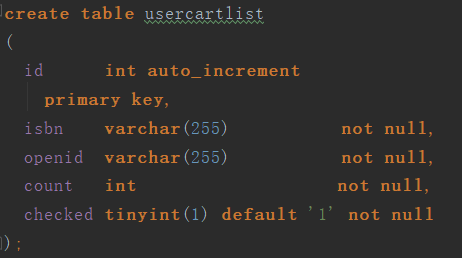 create table usercartlist
(
id int auto_increment
primary key,
isbn varchar(255) not null,
openid varchar(255) not null,
count int not null,
checked tinyint(1) default '1' not null
);